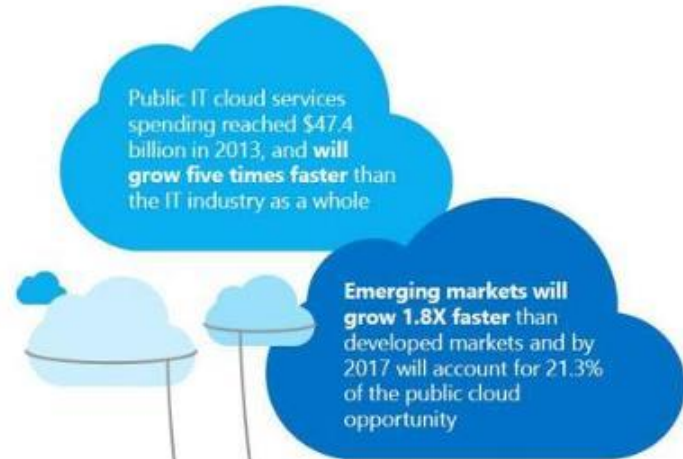 Public IT cloud services
spending reached $47.4
billion in 2013, and will
grow five times faster than
the IT industry as a whole
Emerging markets will
grow 1.8X faster than
developed markets and by
2017 will account for 21.3%
of the public cloud
opportunity